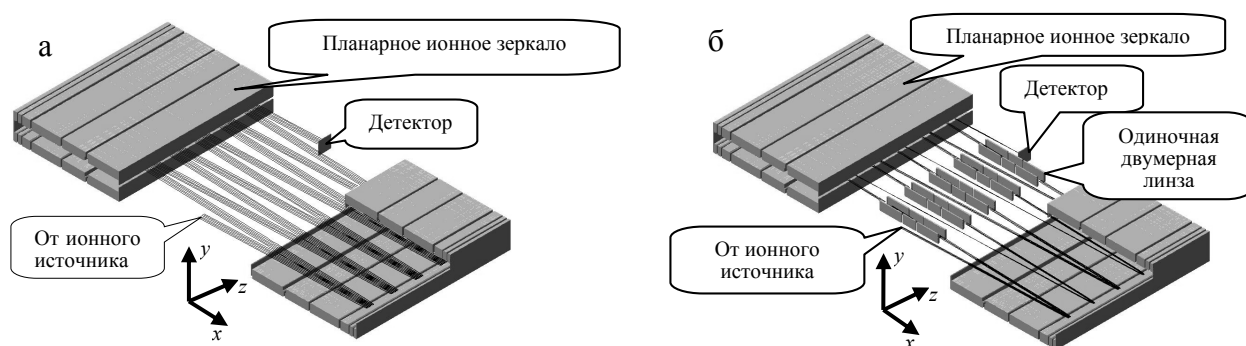 а
Планарное ионное зеркало
Детектор
От ионного
источника
y
z
x
б
Планарное ионное зеркало
Детектор
Одиночная
двумерная
линза
От ионного
источника
y
z
x